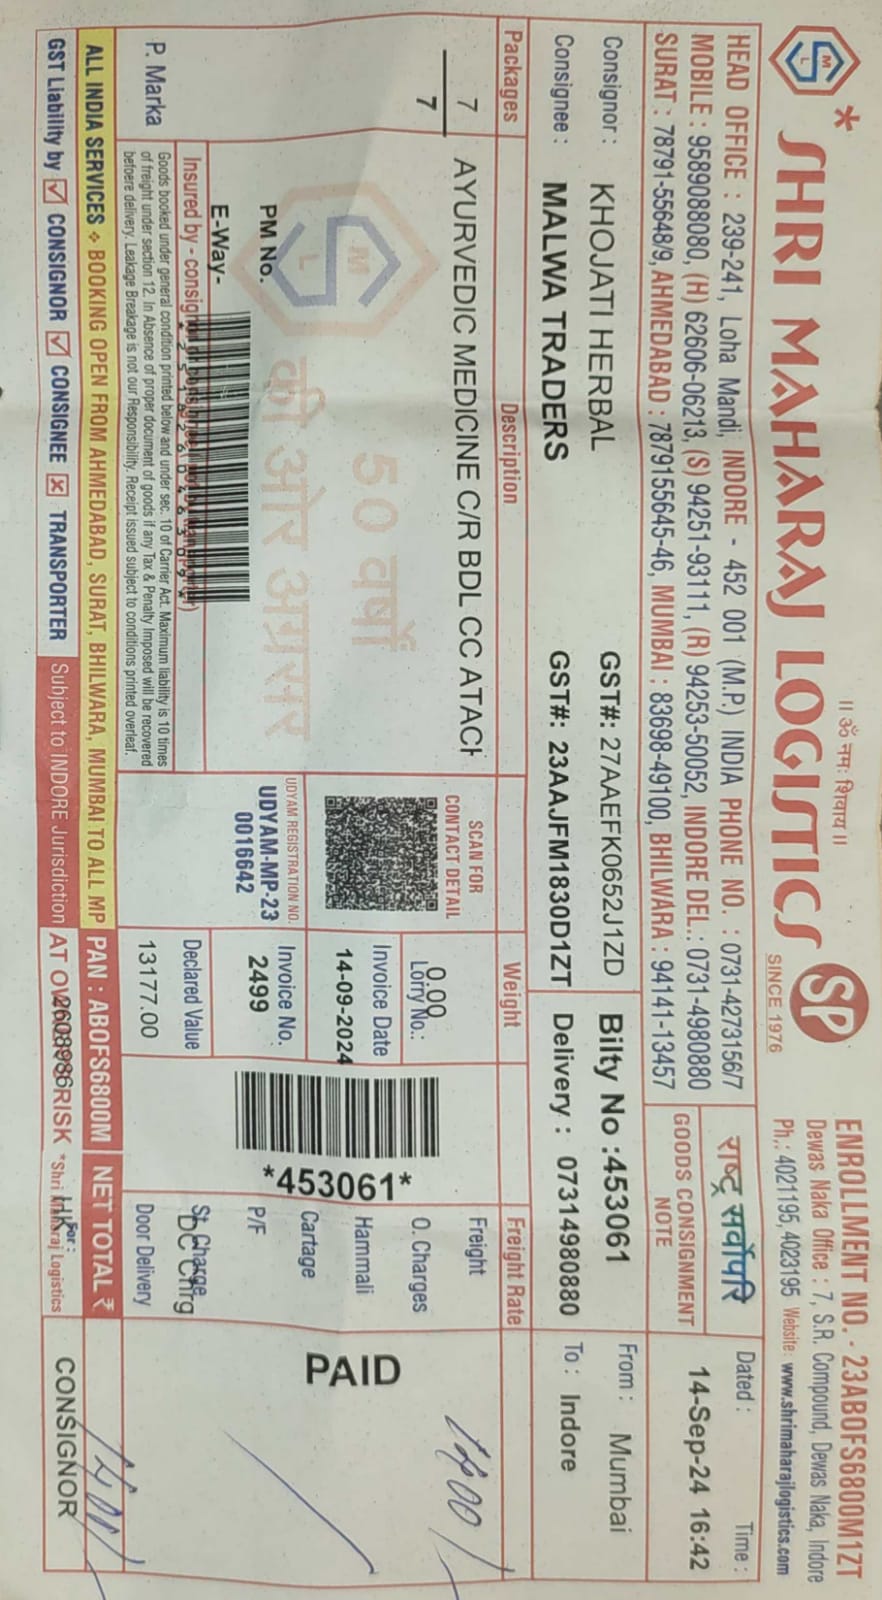 || ॐ नमः शिवाय ||
SHRI MAHARAJ LOGISTICS
SINCE 1976
SP
ENROLLMENT NO. - 23ABOFS6800M1ZT
Dewas Naka Office : 7, S.R. Compound, Dewas Naka, Indore
Ph.: 4021195, 4023195 Website: www.shrimaharajlogistics.com
HEAD OFFICE : 239-241, Loha Mandi, INDORE - 452 001 (M.P.) INDIA PHONE NO. : 0731-4273156/7
MOBILE : 9589088080, (H) 62606-06213, (S) 94251-93111, (R) 94253-50052, INDORE DEL.: 0731-4980880
SURAT : 78791-55648/9, AHMEDABAD : 7879155645-46, MUMBAI : 83698-49100, BHILWARA : 94141-13457
राष्ट्र सर्वोपरि
GOODS CONSIGNMENT
NOTE
Dated : Time :
14-Sep-24 16:42
Consignor : KHOJATI HERBAL GST#: 27AAEFK0652J1ZD Bilty No :453061
From : Mumbai
Consignee : MALWA TRADERS GST#: 23AAJFM1830D1ZT Delivery : 07314980880
To : Indore
Packages Description Weight Freight Rate
7 AYURVEDIC MEDICINE C/R BDL CC ATACH
7
50 वर्षों
की ओर अग्रसर
SCAN FOR
CONTACT DETAIL
0.00
Lorry No.:
Invoice Date
14-09-2024
UDYAM REGISTRATION NO.
UDYAM-MP-23
0016642
Invoice No.
2499
Declared Value
13177.00
*453061*
Freight 1400/
O. Charges
Hammali
PAID
Cartage
P/F
St. Charge
DC Chrg
Door Delivery
PM No.
E-Way-
P. Marka
Insured by - consignor
Goods booked under general condition printed below and under sec. 10 of Carrier Act. Maximum liability is 10 times
of freight under section 12. In Absence of proper document of goods if any Tax & Penalty Imposed will be recovered
befoere delivery. Leakage Breakage is not our Responsibility. Receipt issued subject to conditions printed overleaf.
ALL INDIA SERVICES ❖ BOOKING OPEN FROM AHMEDABAD, SURAT, BHILWARA, MUMBAI TO ALL MP PAN : ABOFS6800M NET TOTAL ₹ 1400/
GST Liability by ☑ CONSIGNOR ☑ CONSIGNEE ☒ TRANSPORTER Subject to INDORE Jurisdiction AT OWNER'S RISK 2608986 For : *Shri Maharaj Logistics CONSIGNOR